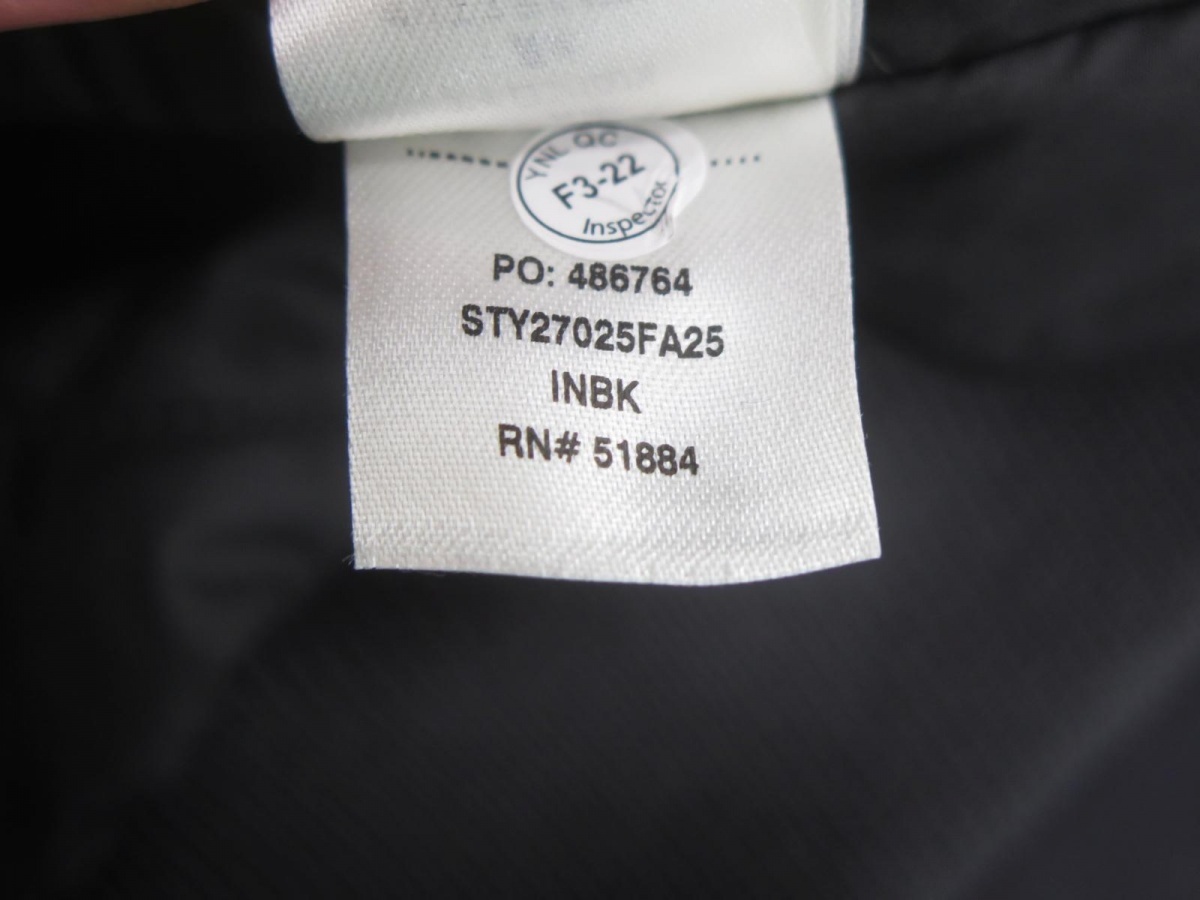 YNL QC
F3-22
Inspector
PO: 486764
STY27025FA25
INBK
RN# 51884